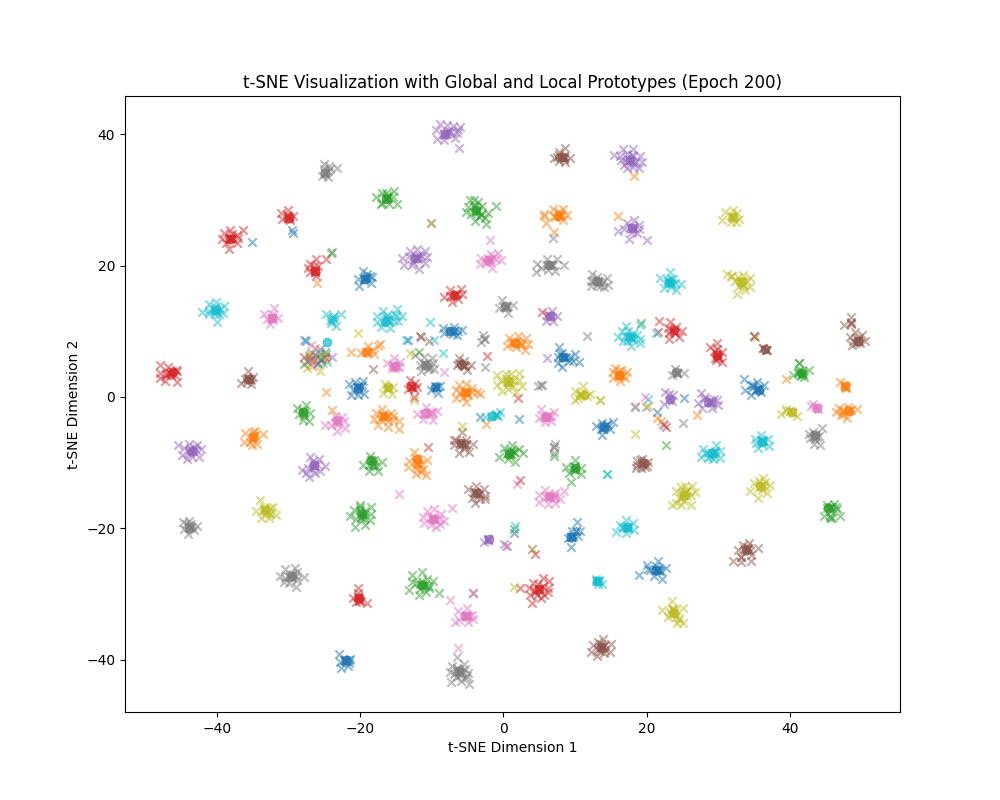 t-SNE Visualization with Global and Local Prototypes (Epoch 200)
t-SNE Dimension 2
40
20
0
−20
−40
−40 −20 0 20 40
t-SNE Dimension 1